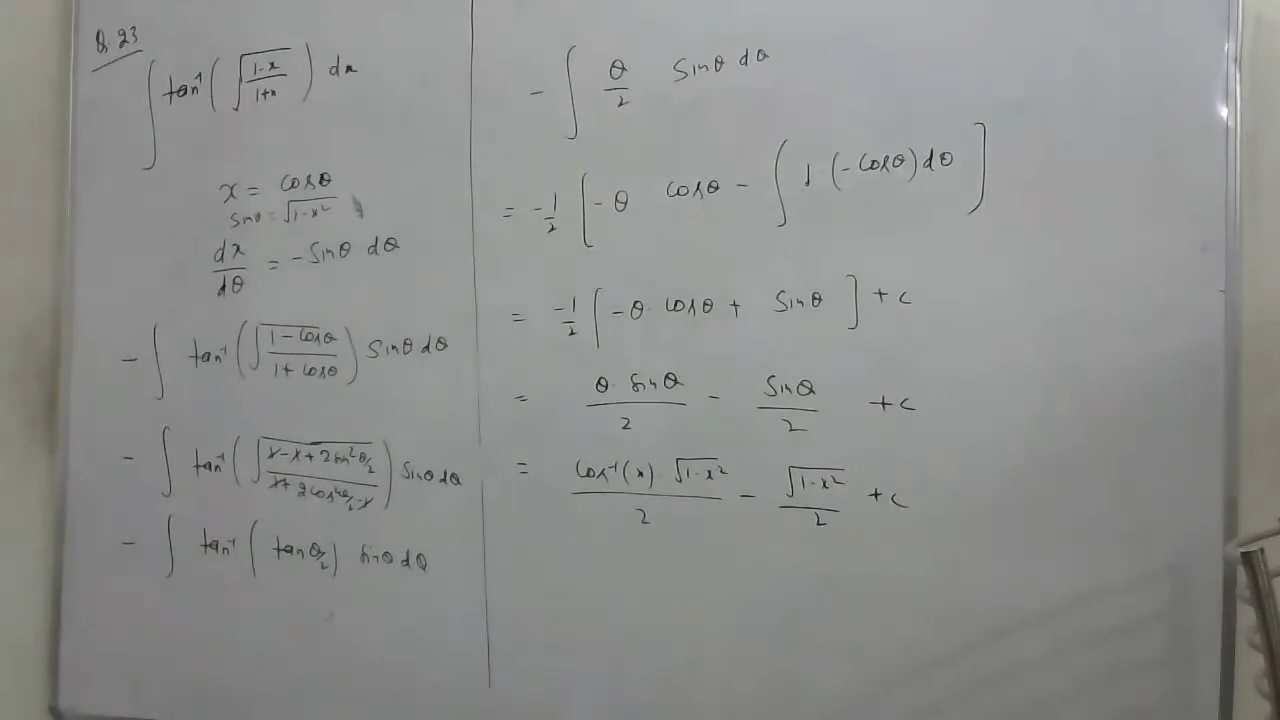 Q. 23
∫ tan⁻¹ (√((1-x)/(1+x))) dx
x = cosθ
sinθ = √(1-x²)
dx/dθ = -sinθ dθ
- ∫ tan⁻¹ (√((1-cosθ)/(1+cosθ))) sinθ dθ
- ∫ tan⁻¹ (√((1-1+2sin²θ/2)/(1+2cos²θ/2-1))) sinθ dθ
- ∫ tan⁻¹ (tan θ/2) sinθ dθ
- ∫ θ/2 sinθ dθ
= -1/2 [-θ cosθ - ∫ 1 (-cosθ) dθ]
= -1/2 [-θ · cosθ + sinθ] + c
= θ · sinθ/2 - sinθ/2 + c
= cos⁻¹(x) · √(1-x²)/2 - √(1-x²)/2 + c